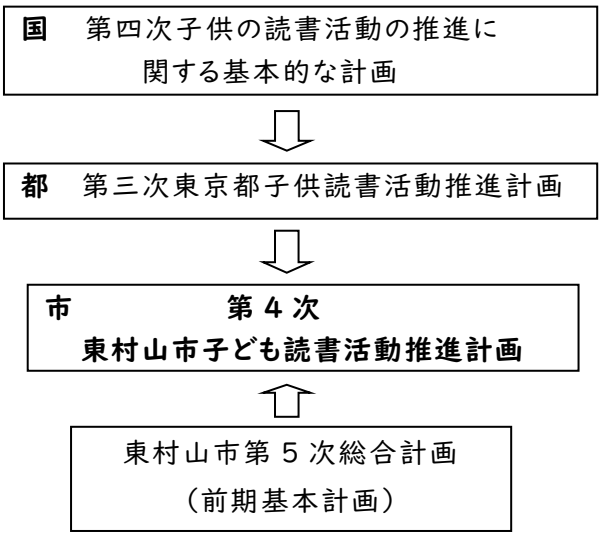 国　第四次子供の読書活動の推進に
関する基本的な計画
都　第三次東京都子供読書活動推進計画
市　第4次
東村山市子ども読書活動推進計画
東村山市第5次総合計画
（前期基本計画）